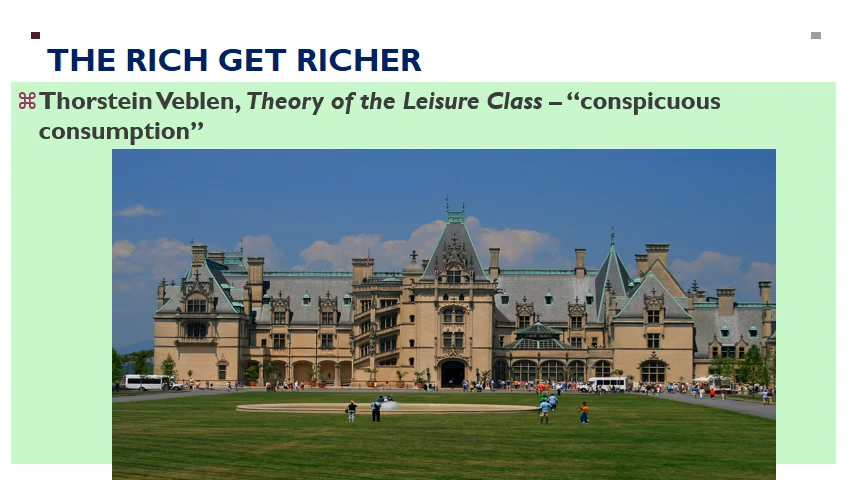 THE RICH GET RICHER
⌘Thorstein Veblen, Theory of the Leisure Class – “conspicuous
consumption”